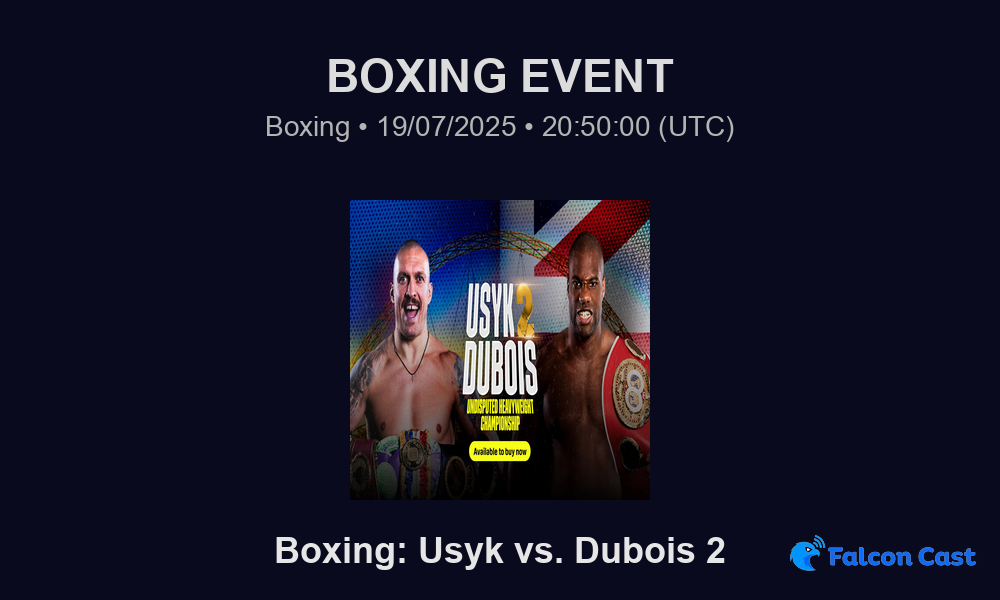 BOXING EVENT
Boxing • 19/07/2025 • 20:50:00 (UTC)
USYK 2
DUBOIS
UNDISPUTED HEAVYWEIGHT
CHAMPIONSHIP
Available to buy now
Boxing: Usyk vs. Dubois 2
Falcon Cast